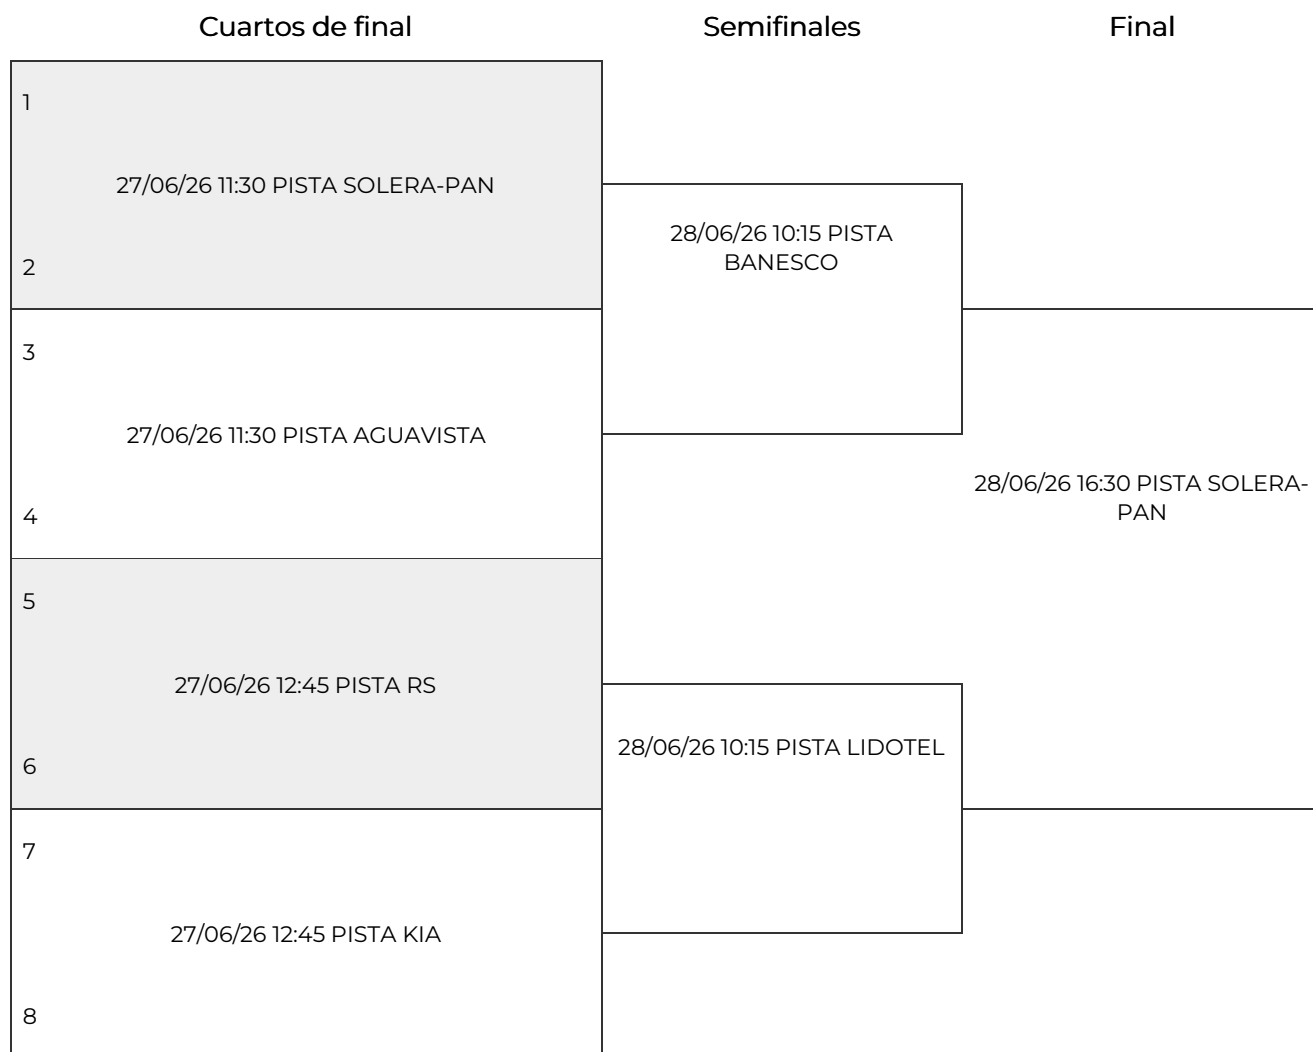 Cuartos de final
Semifinales
Final
1
27/06/26 11:30 PISTA SOLERA-PAN
2
28/06/26 10:15 PISTA
BANESCO
3
27/06/26 11:30 PISTA AGUAVISTA
4
28/06/26 16:30 PISTA SOLERA-
PAN
5
27/06/26 12:45 PISTA RS
6
28/06/26 10:15 PISTA LIDOTEL
7
27/06/26 12:45 PISTA KIA
8